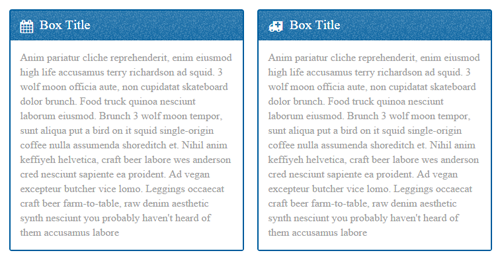 Box Title
Anim pariatur cliche reprehenderit, enim eiusmod
high life accusamus terry richardson ad squid. 3
wolf moon officia aute, non cupidatat skateboard
dolor brunch. Food truck quinoa nesciunt
laborum eiusmod. Brunch 3 wolf moon tempor,
sunt aliqua put a bird on it squid single-origin
coffee nulla assumenda shoreditch et. Nihil anim
keffiyeh helvetica, craft beer labore wes anderson
cred nesciunt sapiente ea proident. Ad vegan
excepteur butcher vice lomo. Leggings occaecat
craft beer farm-to-table, raw denim aesthetic
synth nesciunt you probably haven't heard of
them accusamus labore
Box Title
Anim pariatur cliche reprehenderit, enim eiusmod
high life accusamus terry richardson ad squid. 3
wolf moon officia aute, non cupidatat skateboard
dolor brunch. Food truck quinoa nesciunt
laborum eiusmod. Brunch 3 wolf moon tempor,
sunt aliqua put a bird on it squid single-origin
coffee nulla assumenda shoreditch et. Nihil anim
keffiyeh helvetica, craft beer labore wes anderson
cred nesciunt sapiente ea proident. Ad vegan
excepteur butcher vice lomo. Leggings occaecat
craft beer farm-to-table, raw denim aesthetic
synth nesciunt you probably haven't heard of
them accusamus labore